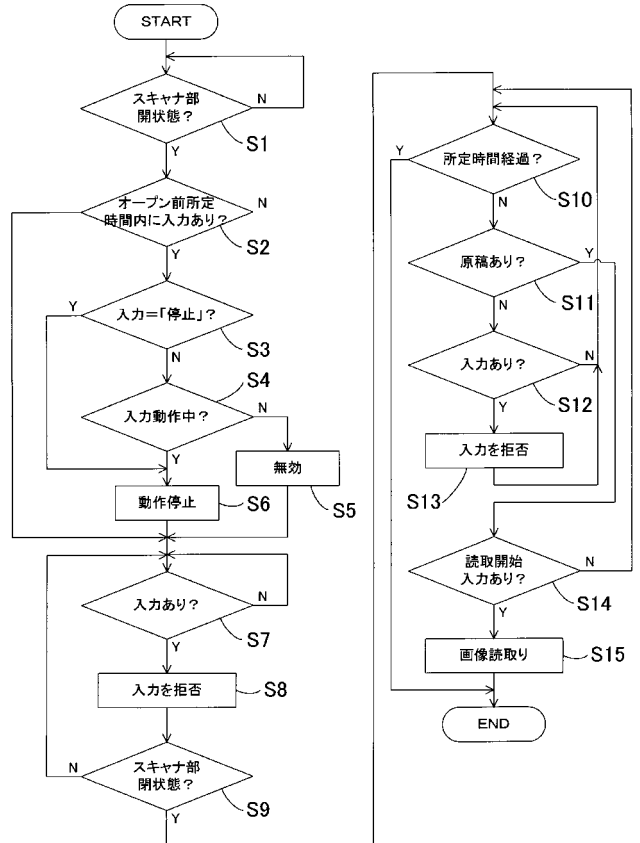 START
スキャナ部
開状態？
N
S1
Y
オープン前所定
時間内に入力あり？
N
S2
Y
Y
入力＝「停止」？
S3
N
S4
入力動作中？
N
Y
無効
S5
動作停止
S6
入力あり？
N
S7
Y
入力を拒否
S8
N
スキャナ部
閉状態？
S9
Y
Y
所定時間経過？
S10
N
原稿あり？
Y
S11
N
入力あり？
N
S12
Y
入力を拒否
S13
読取開始
入力あり？
N
S14
Y
画像読取り
S15
END